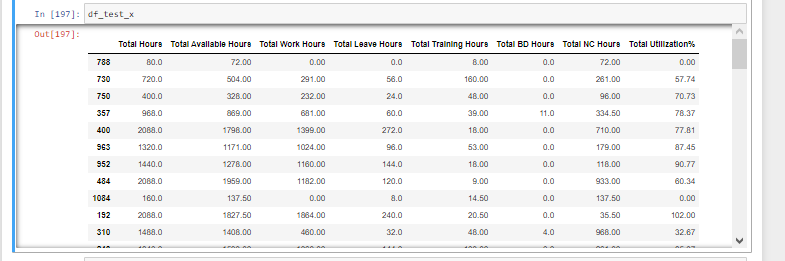 In [197]: df_test_x
Out[197]:
Total Hours Total Available Hours Total Work Hours Total Leave Hours Total Training Hours Total BD Hours Total NC Hours Total Utilization%
788 80.0 72.00 0.00 0.0 8.00 0.0 72.00 0.00
730 720.0 504.00 291.00 56.0 160.00 0.0 261.00 57.74
750 400.0 328.00 232.00 24.0 48.00 0.0 96.00 70.73
357 968.0 869.00 681.00 60.0 39.00 11.0 334.50 78.37
400 2088.0 1798.00 1399.00 272.0 18.00 0.0 710.00 77.81
963 1320.0 1171.00 1024.00 96.0 53.00 0.0 179.00 87.45
952 1440.0 1278.00 1160.00 144.0 18.00 0.0 118.00 90.77
484 2088.0 1959.00 1182.00 120.0 9.00 0.0 933.00 60.34
1084 160.0 137.50 0.00 8.0 14.50 0.0 137.50 0.00
192 2088.0 1827.50 1864.00 240.0 20.50 0.0 35.50 102.00
310 1488.0 1408.00 460.00 32.0 48.00 4.0 968.00 32.67